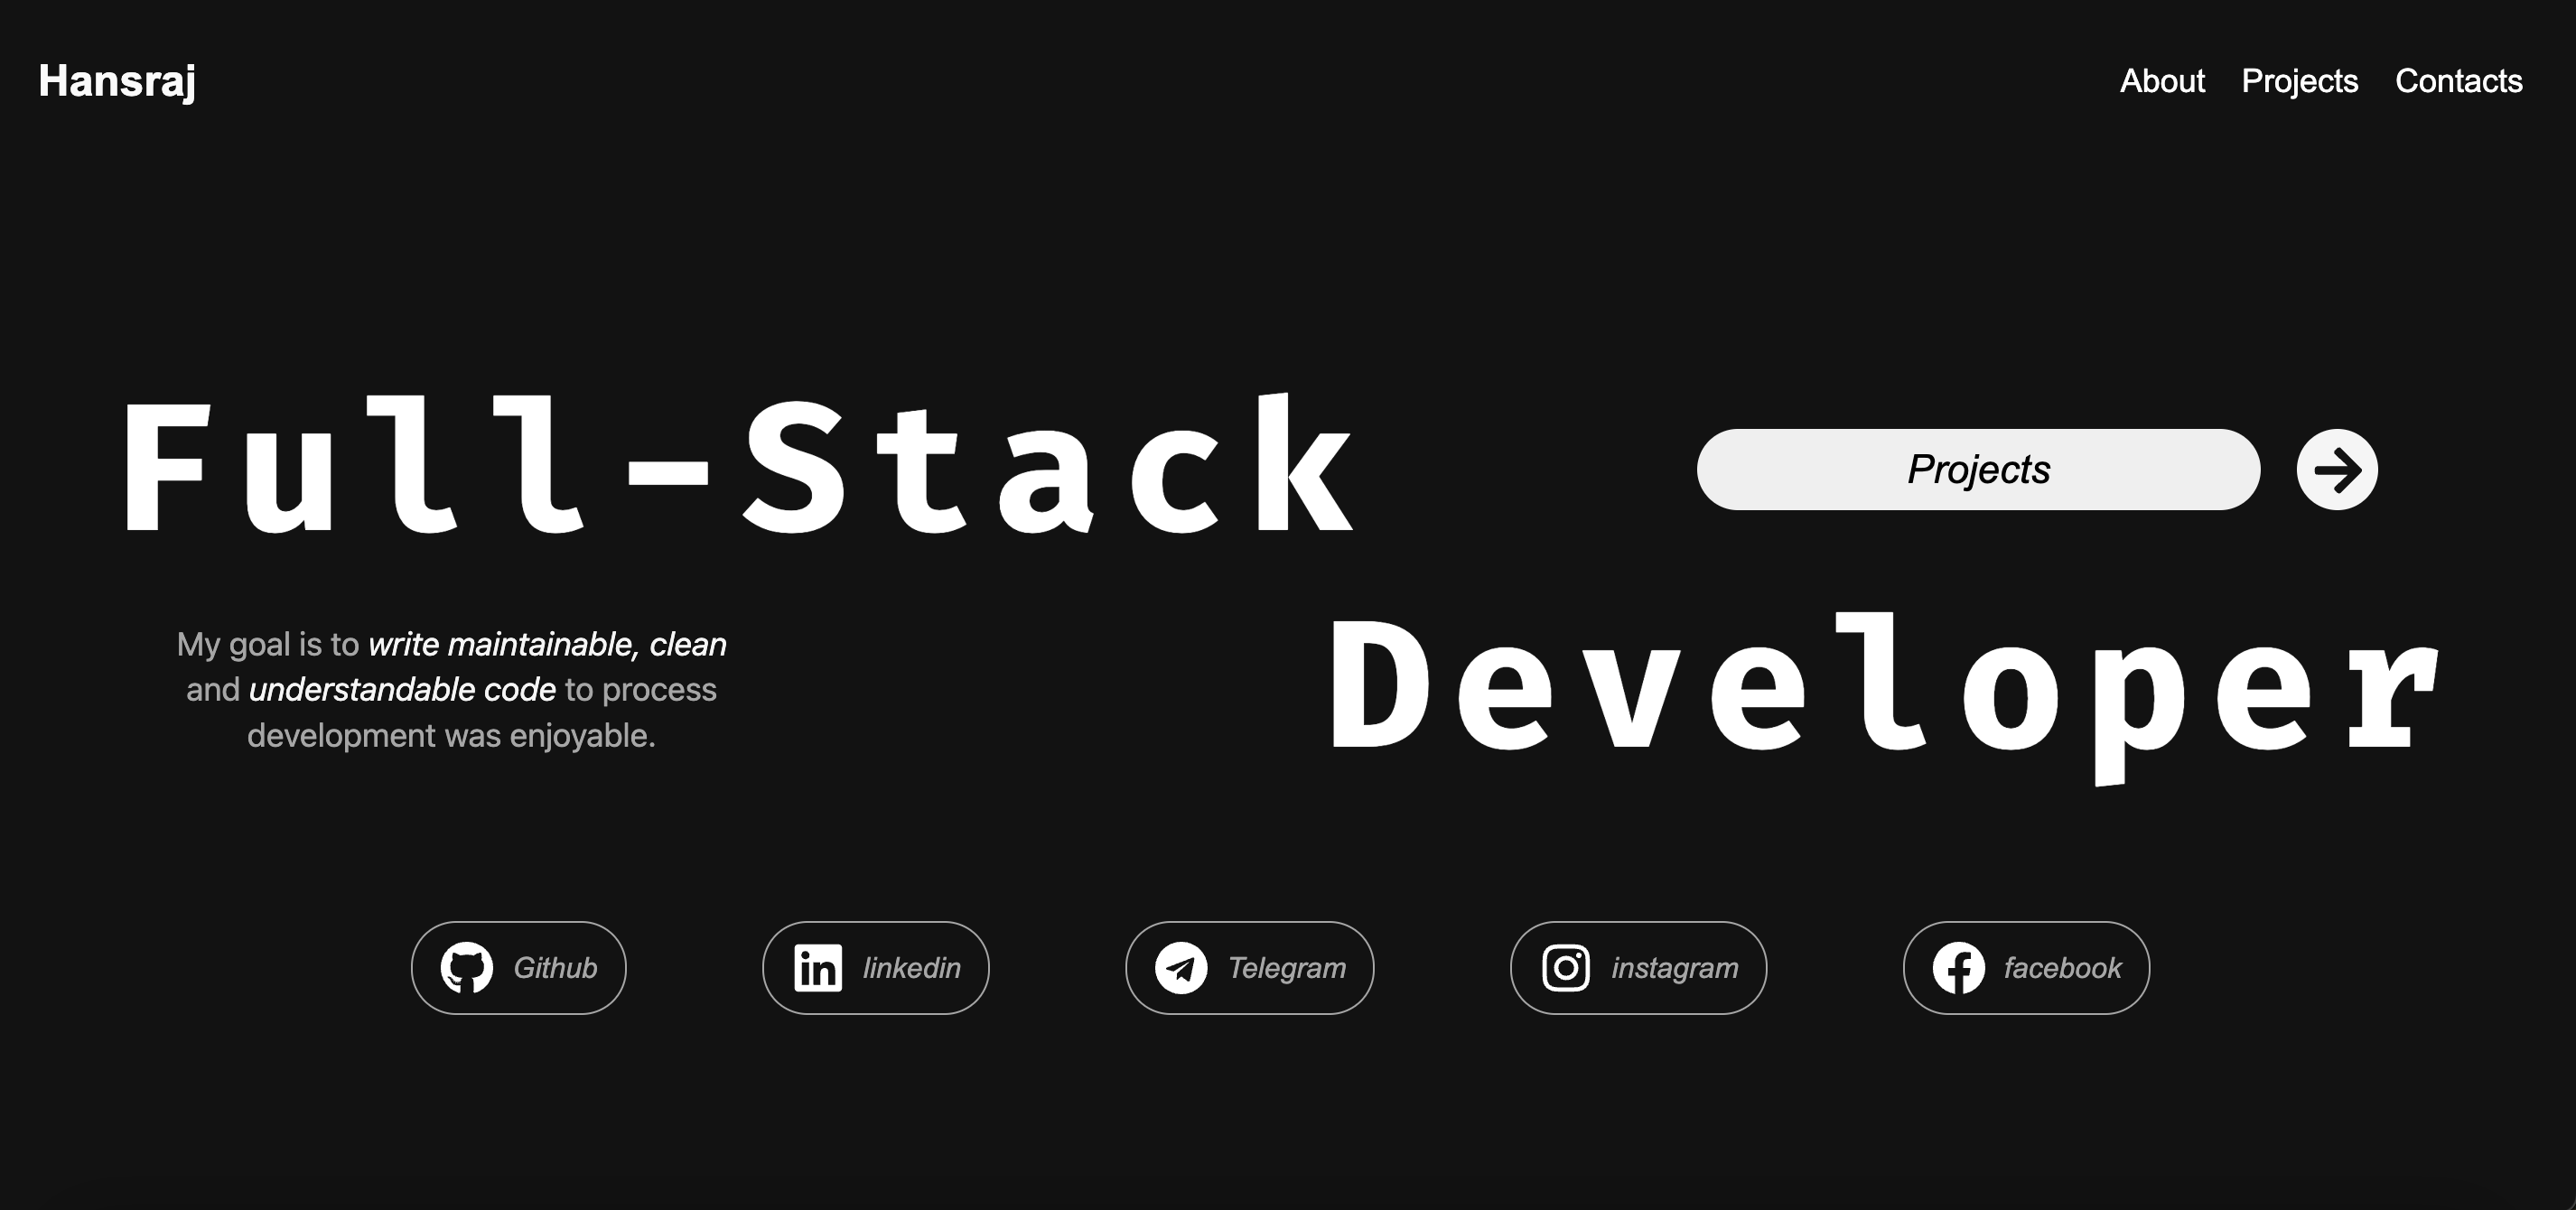 Hansraj
About Projects Contacts
Full-Stack
Projects
My goal is to write maintainable, clean
and understandable code to process
development was enjoyable.
Developer
Github
linkedin
Telegram
instagram
facebook